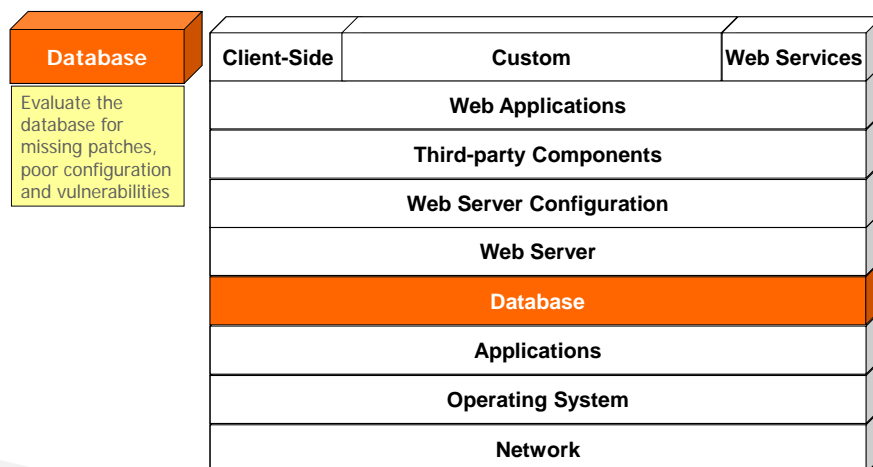 Database
Evaluate the
database for
missing patches,
poor configuration
and vulnerabilities
Client-Side
Custom
Web Services
Web Applications
Third-party Components
Web Server Configuration
Web Server
Database
Applications
Operating System
Network